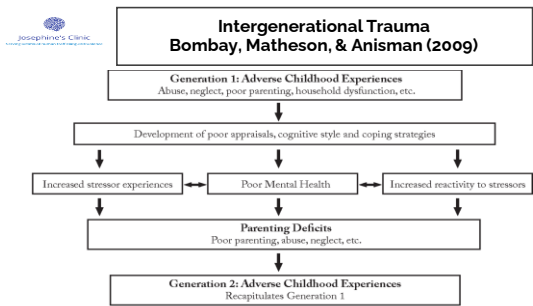 Josephine's Clinic
Intergenerational Trauma
Bombay, Matheson, & Anisman (2009)
Generation 1: Adverse Childhood Experiences
Abuse, neglect, poor parenting, household dysfunction, etc.
Development of poor appraisals, cognitive style and coping strategies
Increased stressor experiences
Poor Mental Health
Increased reactivity to stressors
Parenting Deficits
Poor parenting, abuse, neglect, etc.
Generation 2: Adverse Childhood Experiences
Recapitulates Generation 1